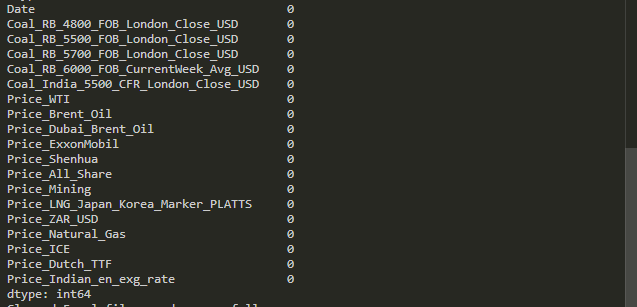 Date 0
Coal_RB_4800_FOB_London_Close_USD 0
Coal_RB_5500_FOB_London_Close_USD 0
Coal_RB_5700_FOB_London_Close_USD 0
Coal_RB_6000_FOB_CurrentWeek_Avg_USD 0
Coal_India_5500_CFR_London_Close_USD 0
Price_WTI 0
Price_Brent_Oil 0
Price_Dubai_Brent_Oil 0
Price_ExxonMobil 0
Price_Shenhua 0
Price_All_Share 0
Price_Mining 0
Price_LNG_Japan_Korea_Marker_PLATTS 0
Price_ZAR_USD 0
Price_Natural_Gas 0
Price_ICE 0
Price_Dutch_TTF 0
Price_Indian_en_exg_rate 0
dtype: int64